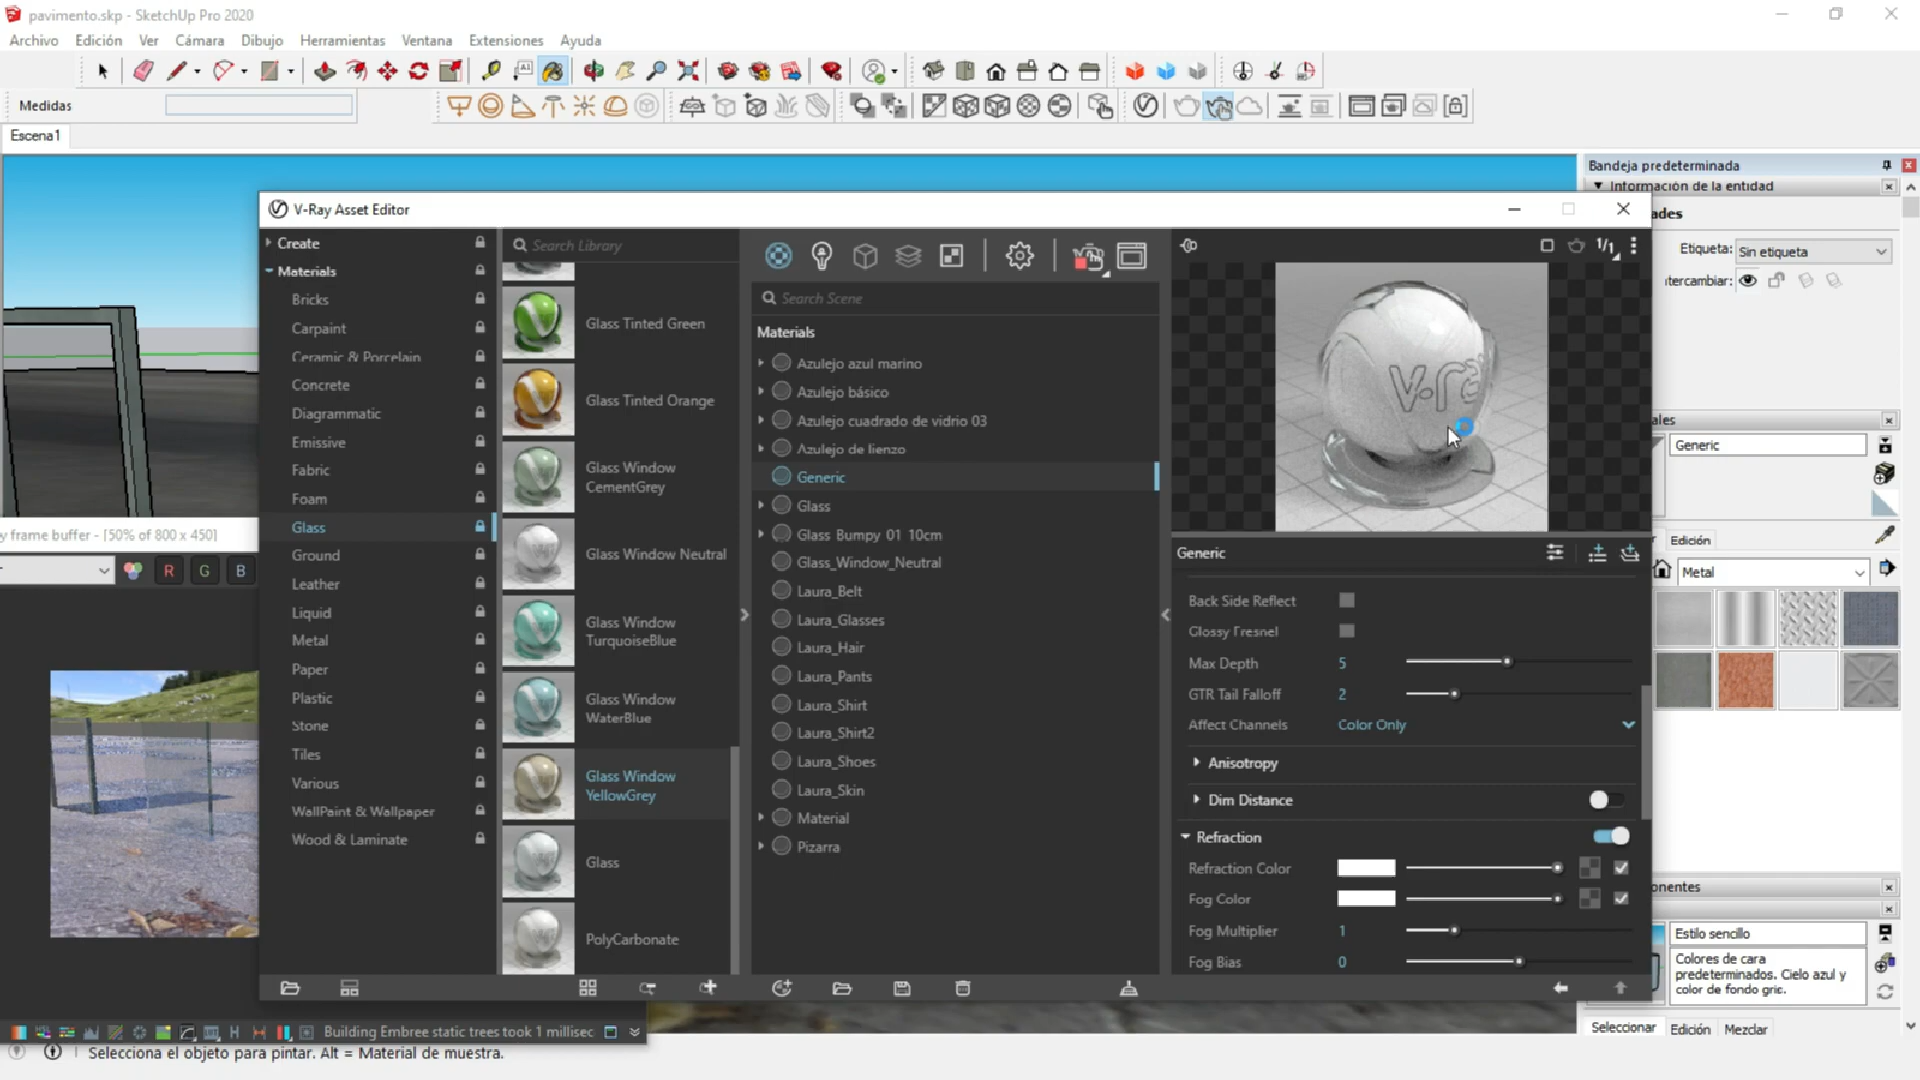 pavimento.skp - SketchUp Pro 2020
Archivo Edición Ver Cámara Dibujo Herramientas Ventana Extensiones Ayuda
Medidas
Escena1
Bandeja predeterminada
Información de la entidad
ades
Etiqueta: Sin etiqueta
itercambiar:
V-Ray Asset Editor
Create
Materials
Bricks
Carpaint
Ceramic & Porcelain
Concrete
Diagrammatic
Emissive
Fabric
Foam
Glass
Ground
Leather
Liquid
Metal
Paper
Plastic
Stone
Tiles
Various
WallPaint & Wallpaper
Wood & Laminate
Search Library
Glass Tinted Green
Glass Tinted Orange
Glass Window
CementGrey
Glass Window Neutral
Glass Window
TurquoiseBlue
Glass Window
WaterBlue
Glass Window
YellowGrey
Glass
PolyCarbonate
Search Scene
Materials
Azulejo azul marino
Azulejo básico
Azulejo cuadrado de vidrio 03
Azulejo de lienzo
Generic
Glass
Glass Bumpy 01 10cm
Glass_Window_Neutral
Laura_Belt
Laura_Glasses
Laura_Hair
Laura_Pants
Laura_Shirt
Laura_Shirt2
Laura_Shoes
Laura_Skin
Material
Pizarra
1/1
v-ra
Generic
Back Side Reflect
Glossy Fresnel
Max Depth 5
GTR Tail Falloff 2
Affect Channels Color Only
Anisotropy
Dim Distance
Refraction
Refraction Color
Fog Color
Fog Multiplier 1
Fog Bias 0
ales
Generic
Edición
Metal
onentes
Estilo sencillo
Colores de cara
predeterminados. Cielo azul y
color de fondo gris.
Seleccionar Edición Mezclar
y frame buffer - [50% of 800 x 450]
R G B
Building Embree static trees took 1 millisec
Selecciona el objeto para pintar. Alt = Material de muestra.